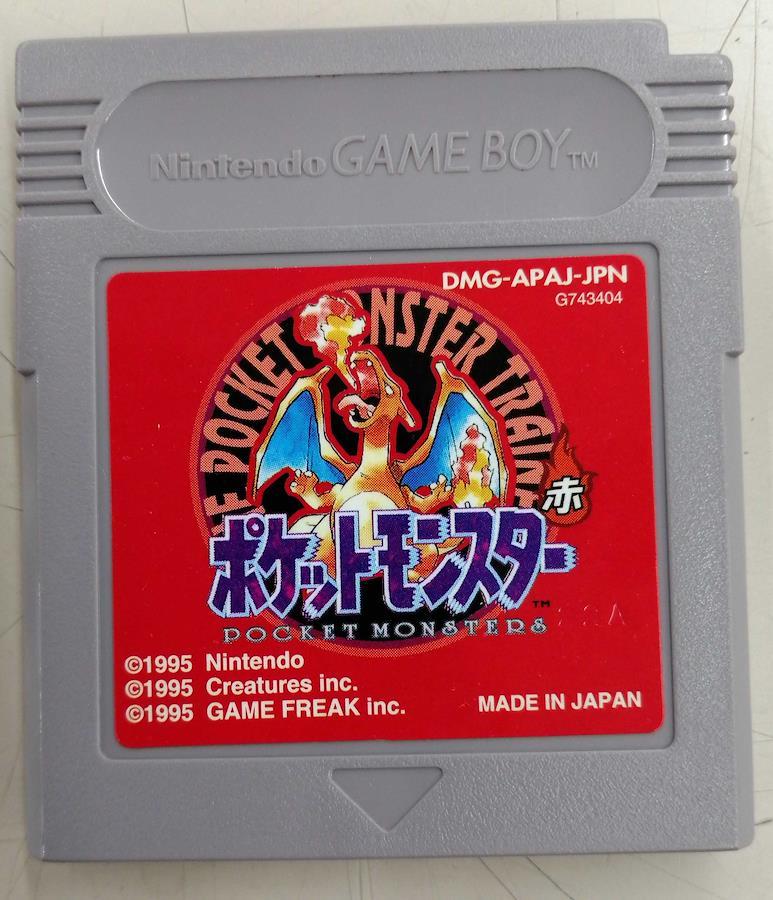 Nintendo GAME BOY TM
DMG-APAJ-JPN
G743404
POCKET MONSTER TRAINE
赤
ポケットモンスター
TM
POCKET MONSTERS
©1995 Nintendo
©1995 Creatures inc.
©1995 GAME FREAK inc.
MADE IN JAPAN